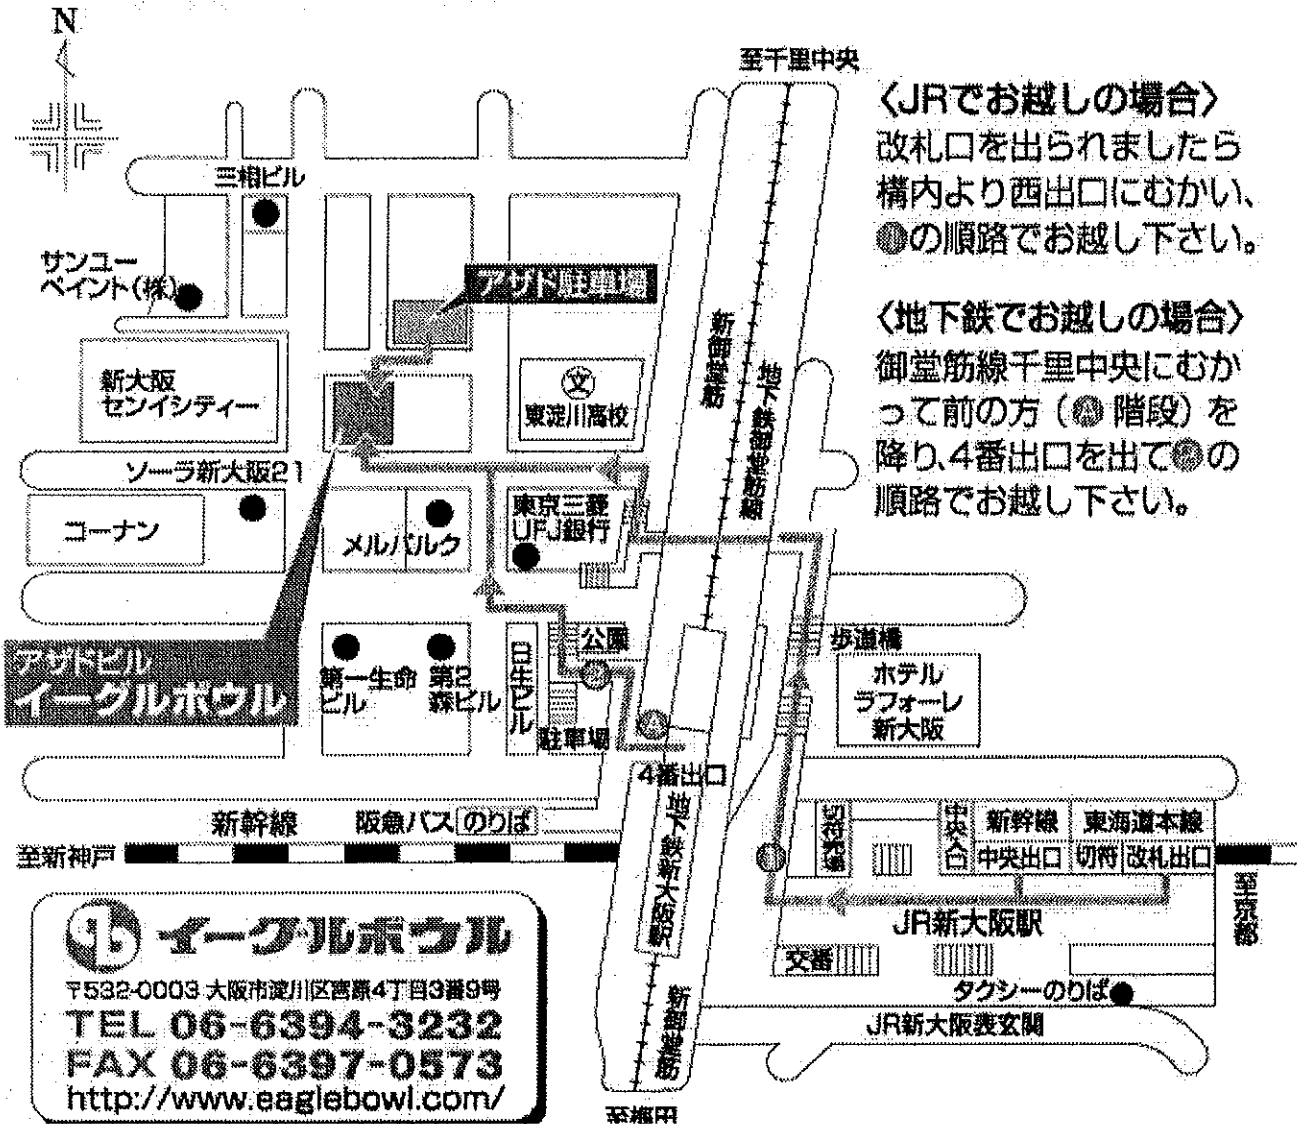 N
至千里中央
〈JRでお越しの場合〉
改札口を出られましたら
構内より西出口にむかい、
の順路でお越し下さい。
三相ビル
サンユー
ペイント(株)
アザド駐車場
〈地下鉄でお越しの場合〉
御堂筋線千里中央にむか
って前の方(A階段)を
降り、4番出口を出て の
順路でお越し下さい。
新御堂筋
地下鉄御堂筋線
新大阪
センイシティー
文
東淀川高校
ソーラ新大阪21
コーナン
メルパルク
東京三菱
UFJ銀行
アザドビル
イーグルボウル
第一生命
ビル
第2
森ビル
日生ビル
公園
2
駐車場
A
4番出口
歩道橋
ホテル
ラフォーレ
新大阪
新幹線
阪急バス のりば
至新神戸
地下鉄新大阪駅
切符売場
中央入口
新幹線
東海道本線
中央出口
切符
改札出口
至京都
JR新大阪駅
交番
タクシーのりば
JR新大阪表玄関
新御堂筋
至梅田
イーグルボウル
〒532-0003 大阪市淀川区宮原4丁目3番9号
TEL 06-6394-3232
FAX 06-6397-0573
http://www.eaglebowl.com/